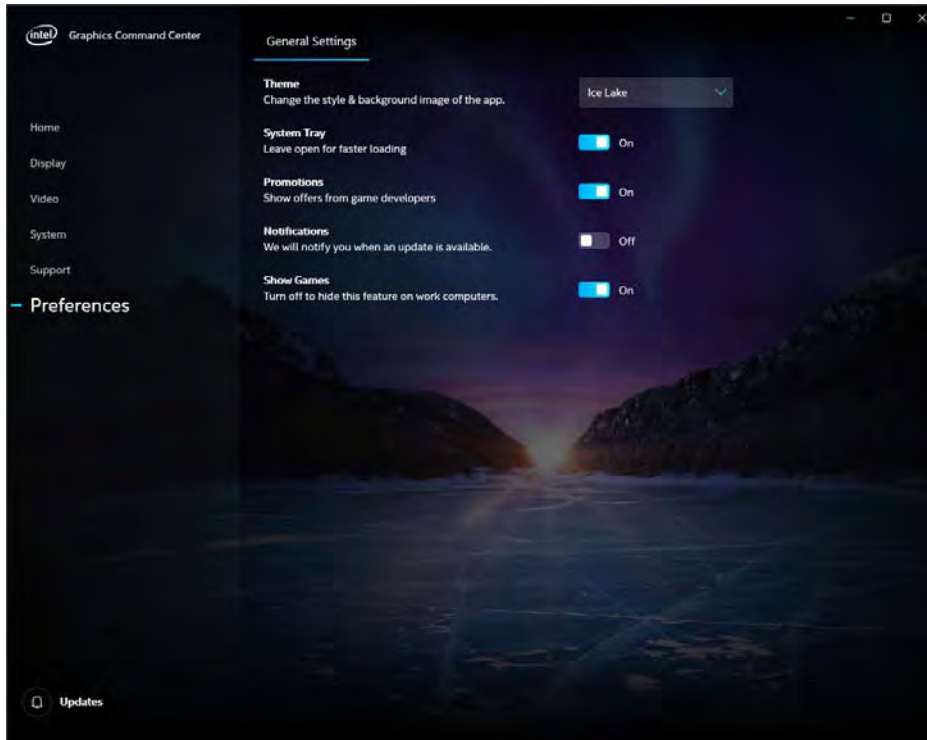 intel Graphics Command Center
Home
Display
Video
System
Support
Preferences
Updates
General Settings
Theme
Change the style & background image of the app.
Ice Lake
System Tray
Leave open for faster loading
On
Promotions
Show offers from game developers
On
Notifications
We will notify you when an update is available.
Off
Show Games
Turn off to hide this feature on work computers.
On